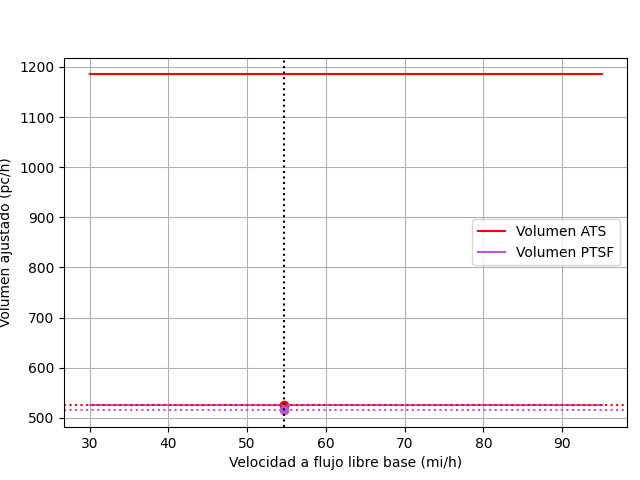 1200
1100
1000
900
800
700
600
500
Volumen ajustado (pc/h)
Volumen ATS
Volumen PTSF
30 40 50 60 70 80 90
Velocidad a flujo libre base (mi/h)